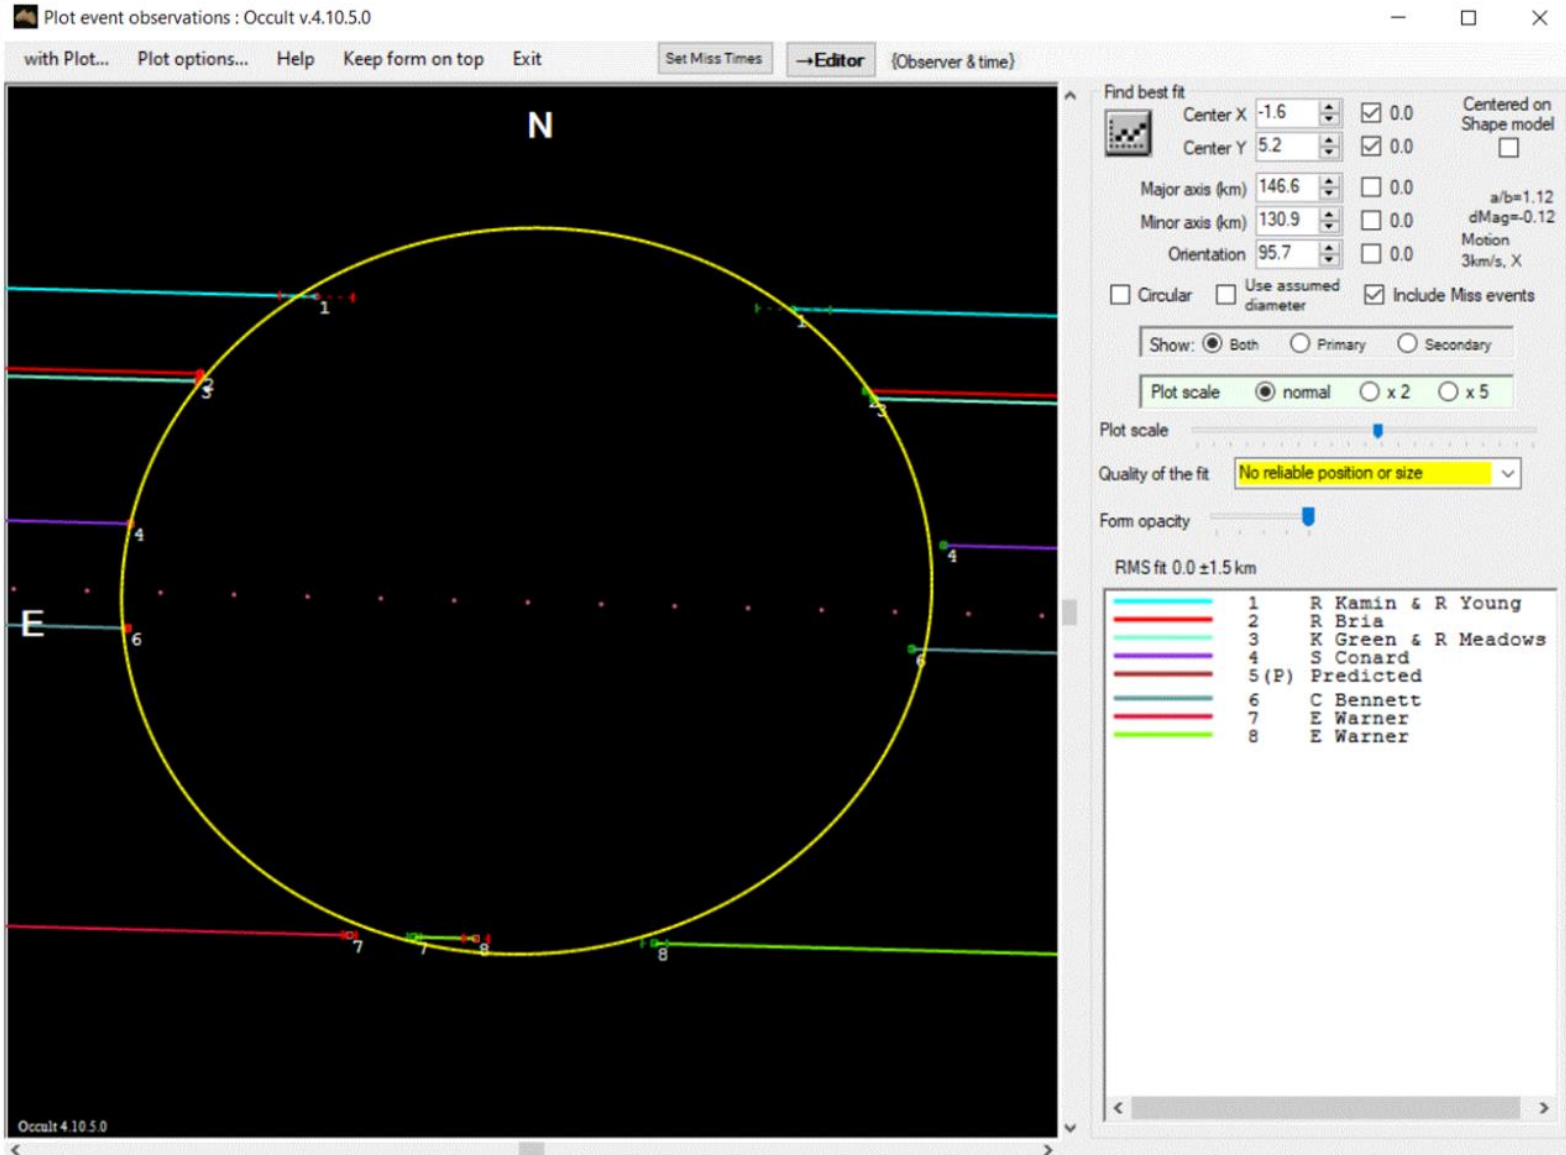 Plot event observations : Occult v.4.10.5.0
with Plot... Plot options... Help Keep form on top Exit Set Miss Times →Editor {Observer & time}
N
E
1
1
2
3
2
3
4
4
6
6
7
7
8
8
Occult 4.10.5.0
Find best fit
Center X -1.6 0.0
Center Y 5.2 0.0
Centered on
Shape model
Major axis (km) 146.6 0.0
Minor axis (km) 130.9 0.0
Orientation 95.7 0.0
a/b=1.12
dMag=-0.12
Motion
3km/s, X
Circular
Use assumed
diameter
Include Miss events
Show: Both Primary Secondary
Plot scale normal x 2 x 5
Plot scale
Quality of the fit No reliable position or size
Form opacity
RMS fit 0.0 ±1.5 km
1 R Kamin & R Young
2 R Bria
3 K Green & R Meadows
4 S Conard
5(P) Predicted
6 C Bennett
7 E Warner
8 E Warner